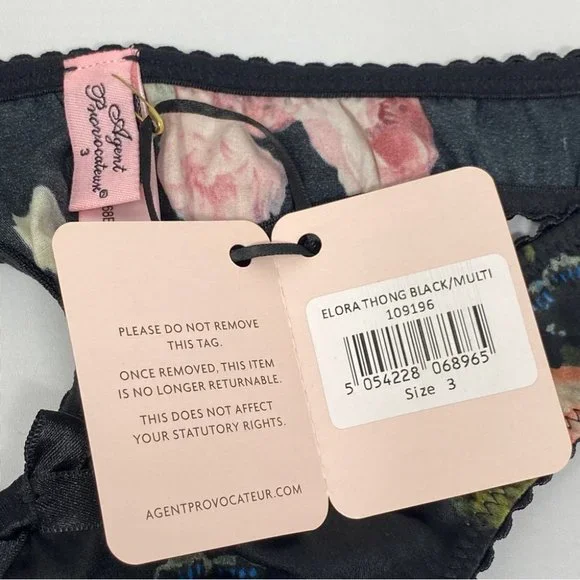 Agent
Provocateur®
3
PLEASE DO NOT REMOVE
THIS TAG.
ONCE REMOVED, THIS ITEM
IS NO LONGER RETURNABLE.
THIS DOES NOT AFFECT
YOUR STATUTORY RIGHTS.
AGENTPROVOCATEUR.COM
ELORA THONG BLACK/MULTI
109196
5 054228 068965
Size 3